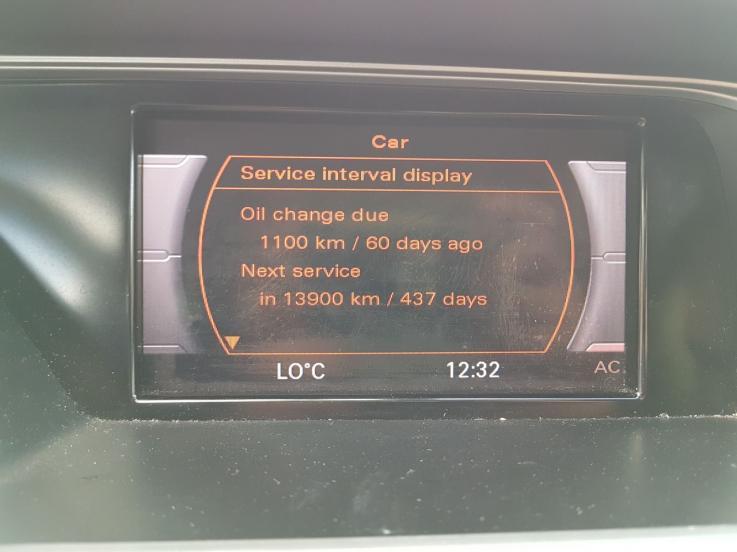 Car
Service interval display
Oil change due
1100 km / 60 days ago
Next service
in 13900 km / 437 days
LO°C 12:32 AC